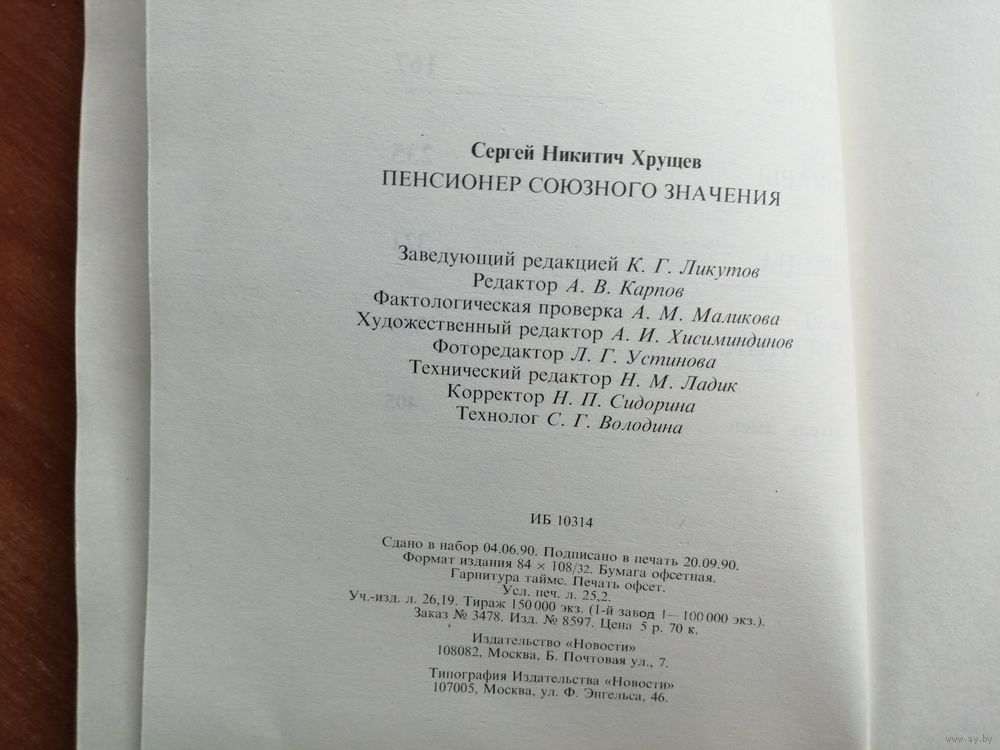 Сергей Никитич Хрущев
ПЕНСИОНЕР СОЮЗНОГО ЗНАЧЕНИЯ
Заведующий редакцией К. Г. Ликутов
Редактор А. В. Карпов
Фактологическая проверка А. М. Маликова
Художественный редактор А. И. Хисиминдинов
Фоторедактор Л. Г. Устинова
Технический редактор Н. М. Ладик
Корректор Н. П. Сидорина
Технолог С. Г. Володина
ИБ 10314
Сдано в набор 04.06.90. Подписано в печать 20.09.90.
Формат издания 84 × 108/32. Бумага офсетная.
Гарнитура таймс. Печать офсет.
Усл. печ. л. 25,2.
Уч.-изд. л. 26,19. Тираж 150 000 экз. (1-й завод 1—100 000 экз.).
Заказ № 3478. Изд. № 8597. Цена 5 р. 70 к.
Издательство «Новости»
108082, Москва, Б. Почтовая ул., 7.
Типография Издательства «Новости»
107005, Москва, ул. Ф. Энгельса, 46.
www.ay.by